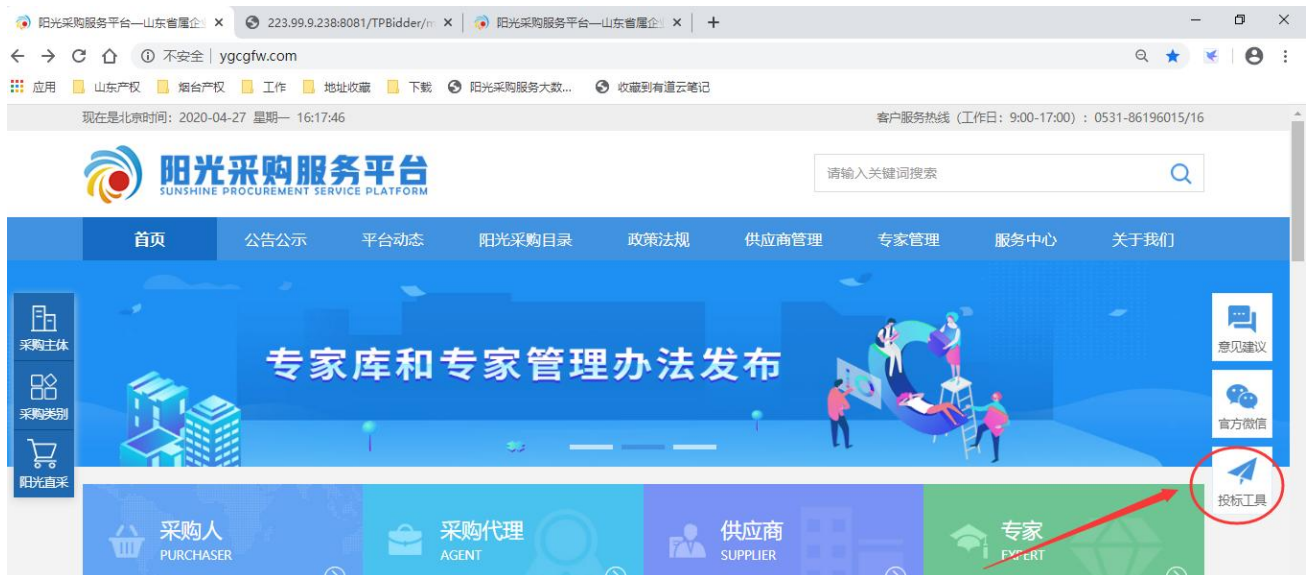 阳光采购服务平台—山东省属企 223.99.9.238:8081/TPBidder/m 阳光采购服务平台—山东省属企
不安全 ygcgfw.com
应用 山东产权 烟台产权 工作 地址收藏 下载 阳光采购服务大数... 收藏到有道云笔记
现在是北京时间：2020-04-27 星期一 16:17:46 客户服务热线（工作日：9:00-17:00）：0531-86196015/16
阳光采购服务平台
SUNSHINE PROCUREMENT SERVICE PLATFORM
请输入关键词搜索
首页 公告公示 平台动态 阳光采购目录 政策法规 供应商管理 专家管理 服务中心 关于我们
采购主体
采购类别
阳光直采
专家库和专家管理办法发布
意见建议
官方微信
投标工具
采购人 采购代理 供应商 专家
PURCHASER AGENT SUPPLIER EXPERT